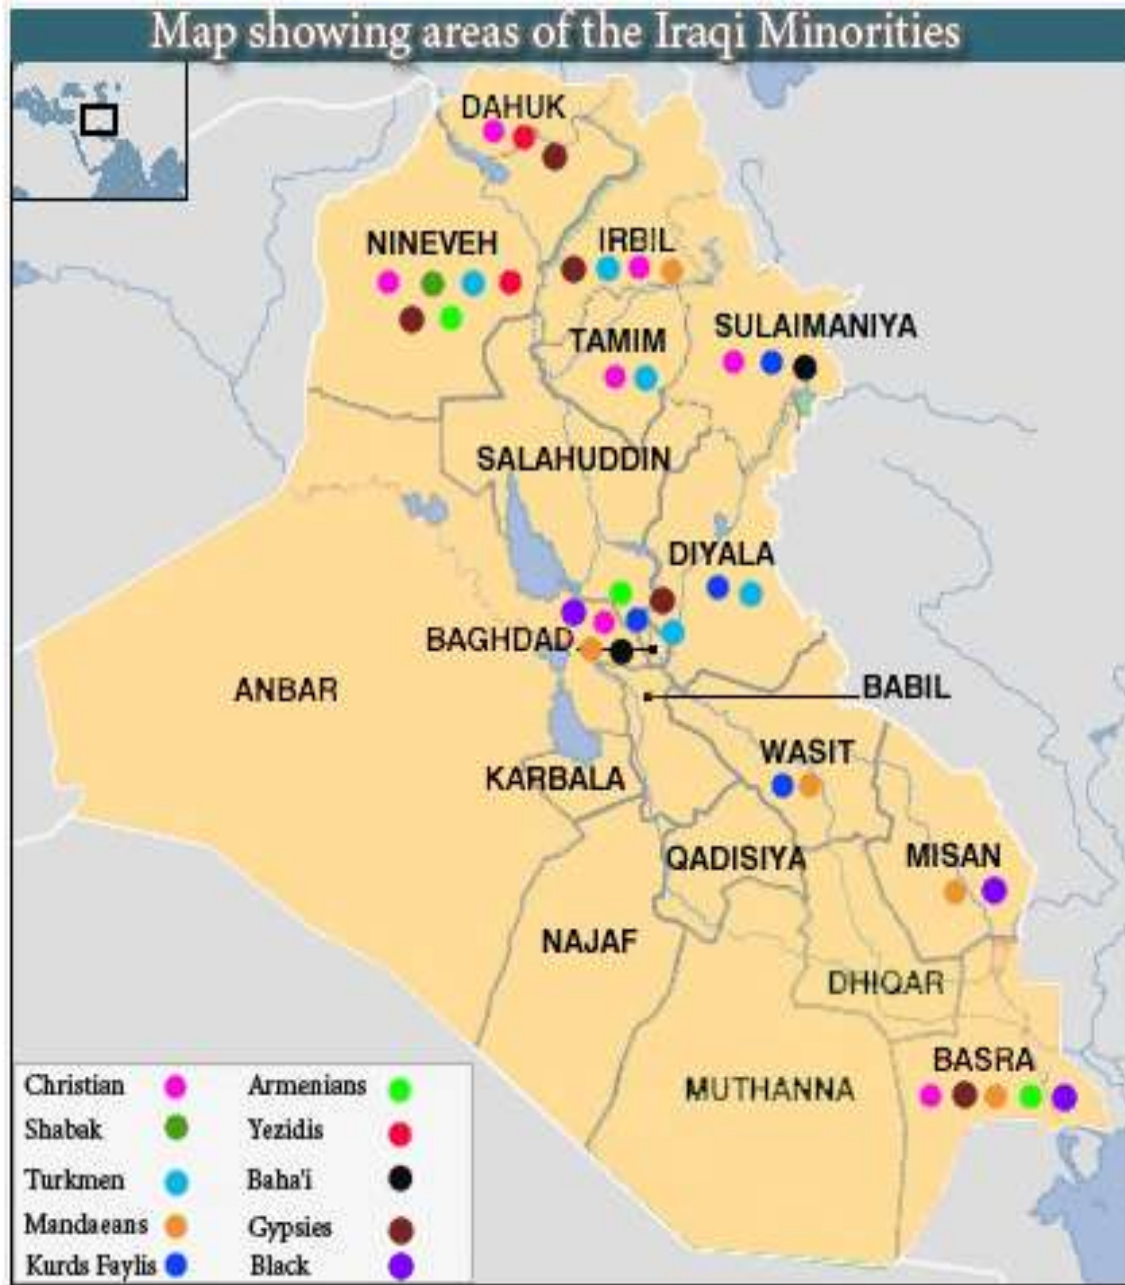 Map showing areas of the Iraqi Minorities
DAHUK
NINEVEH
IRBIL
TAMIM
SULAIMANIYA
SALAHUDDIN
DIYALA
BAGHDAD
ANBAR
BABIL
WASIT
KARBALA
QADISIYA
MISAN
NAJAF
DHIQAR
BASRA
MUTHANNA
Christian
Armenians
Shabak
Yezidis
Turkmen
Baha'i
Mandaeans
Gypsies
Kurds Faylis
Black